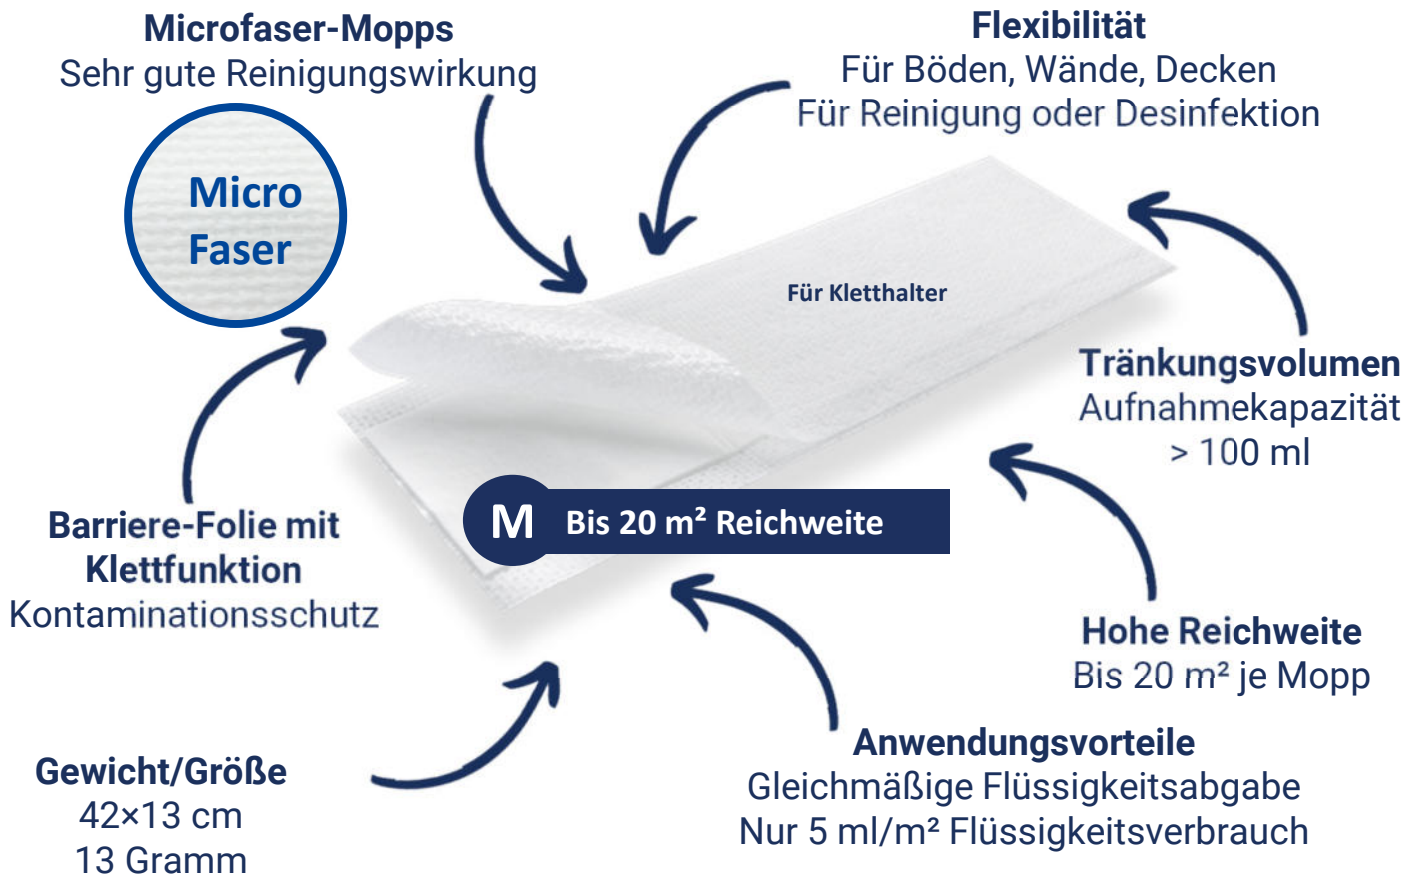 Microfaser-Mopps
Sehr gute Reinigungswirkung
Flexibilität
Für Böden, Wände, Decken
Für Reinigung oder Desinfektion
Micro
Faser
Für Kletthalter
Tränkungsvolumen
Aufnahmekapazität
> 100 ml
Barriere-Folie mit
Klettfunktion
Kontaminationsschutz
M
Bis 20 m² Reichweite
Hohe Reichweite
Bis 20 m² je Mopp
Anwendungsvorteile
Gleichmäßige Flüssigkeitsabgabe
Nur 5 ml/m² Flüssigkeitsverbrauch
Gewicht/Größe
42×13 cm
13 Gramm